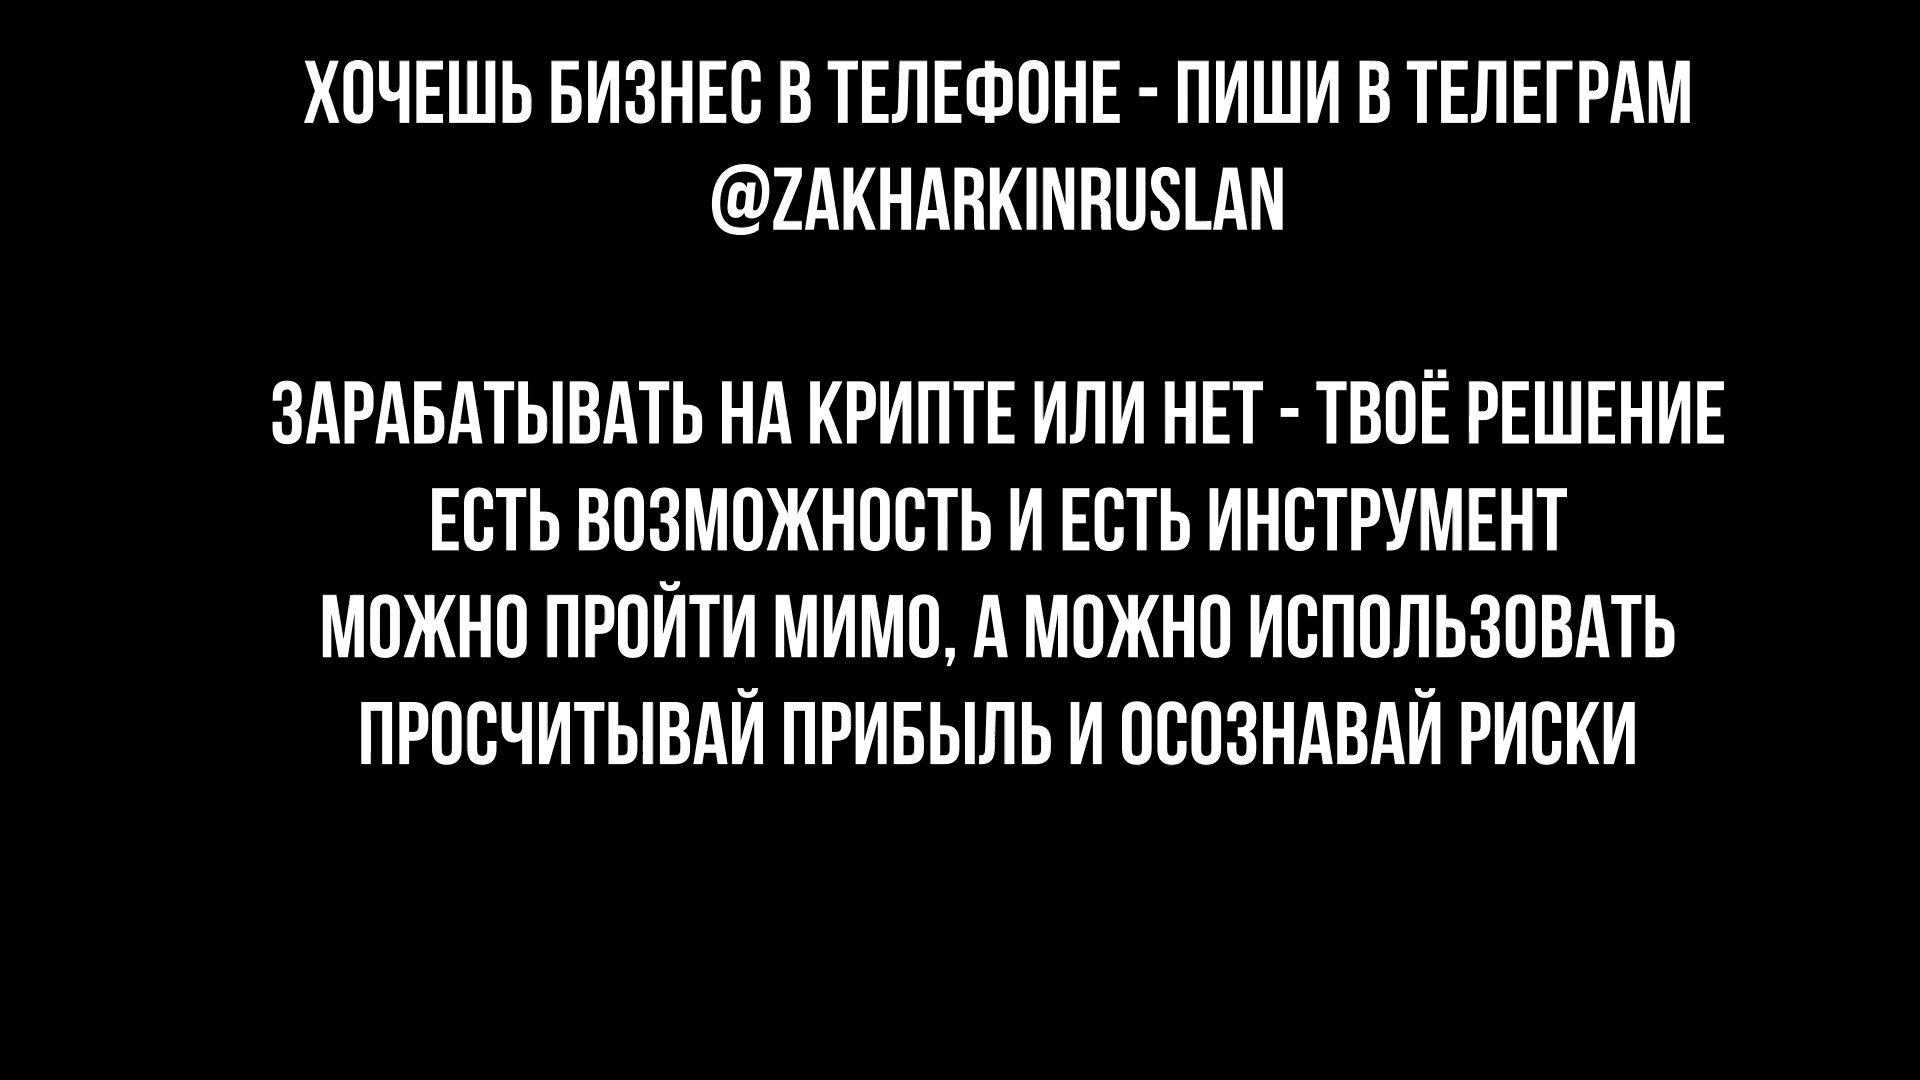 ХОЧЕШЬ БИЗНЕС В ТЕЛЕФОНЕ - ПИШИ В ТЕЛЕГРАМ
@ZAKHARKINRUSLAN
ЗАРАБАТЫВАТЬ НА КРИПТЕ ИЛИ НЕТ - ТВОЁ РЕШЕНИЕ
ЕСТЬ ВОЗМОЖНОСТЬ И ЕСТЬ ИНСТРУМЕНТ
МОЖНО ПРОЙТИ МИМО, А МОЖНО ИСПОЛЬЗОВАТЬ
ПРОСЧИТЫВАЙ ПРИБЫЛЬ И ОСОЗНАВАЙ РИСКИ